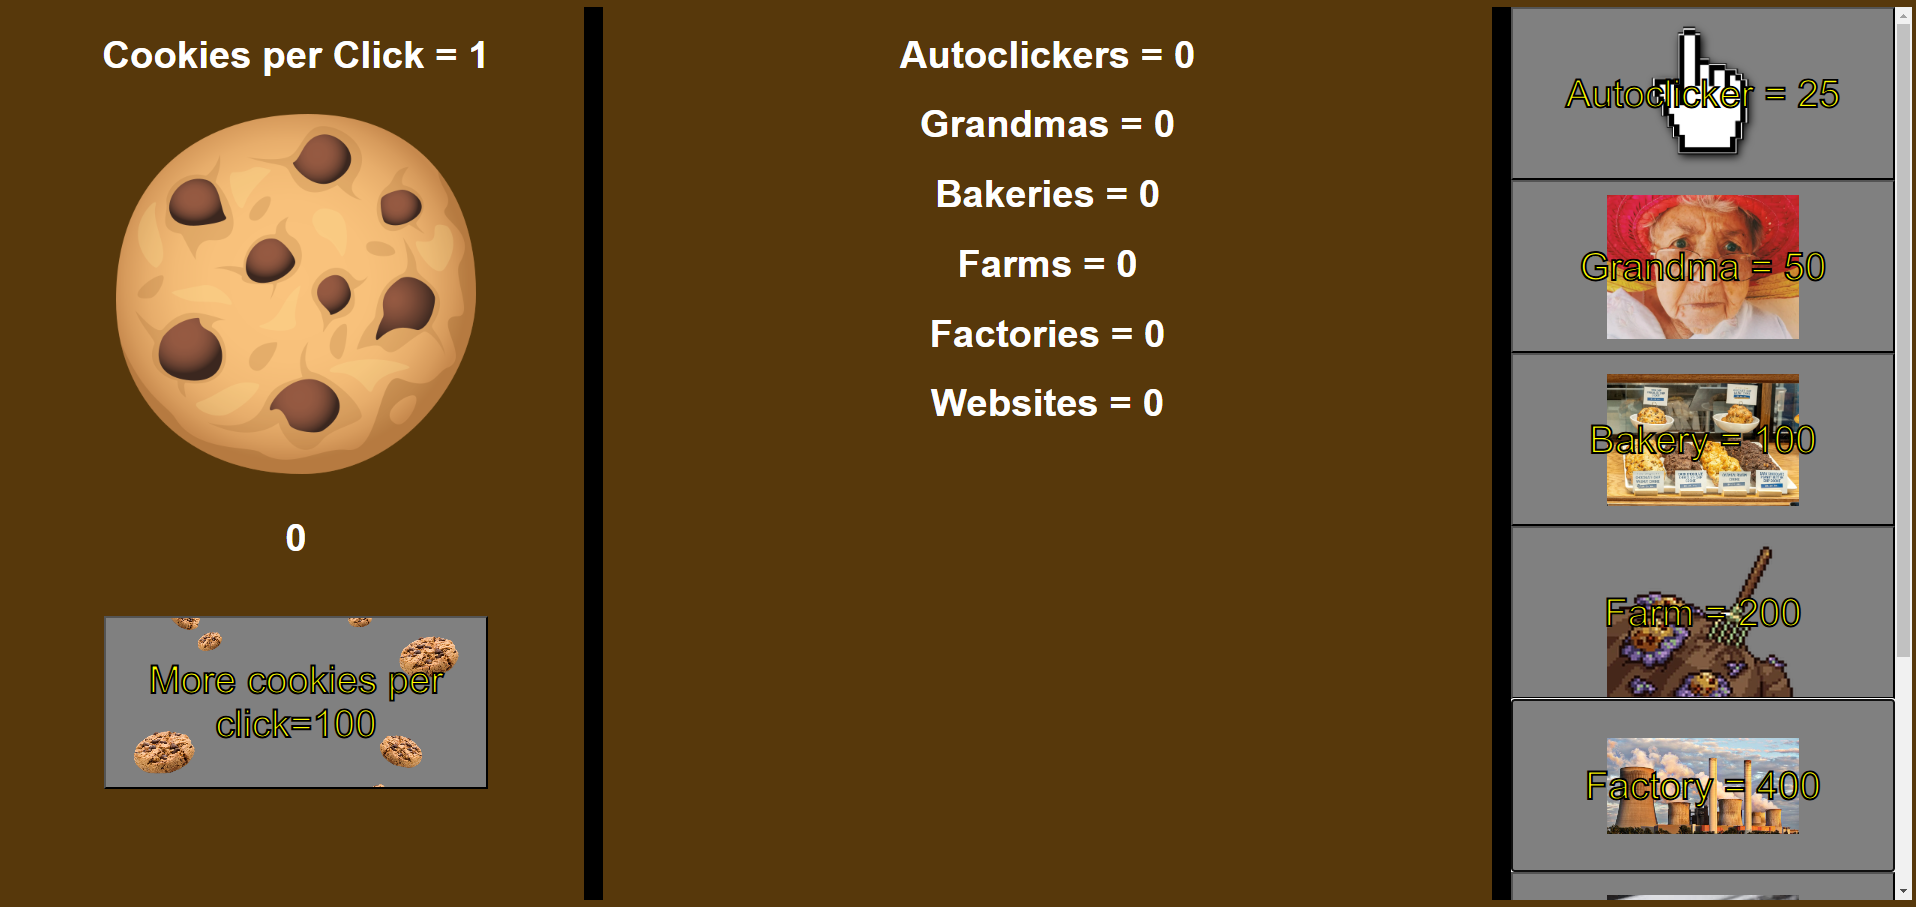 Cookies per Click = 1
0
More cookies per
click=100
Autoclickers = 0
Grandmas = 0
Bakeries = 0
Farms = 0
Factories = 0
Websites = 0
Autoclicker = 25
Grandma = 50
Bakery = 100
Farm = 200
Factory = 400